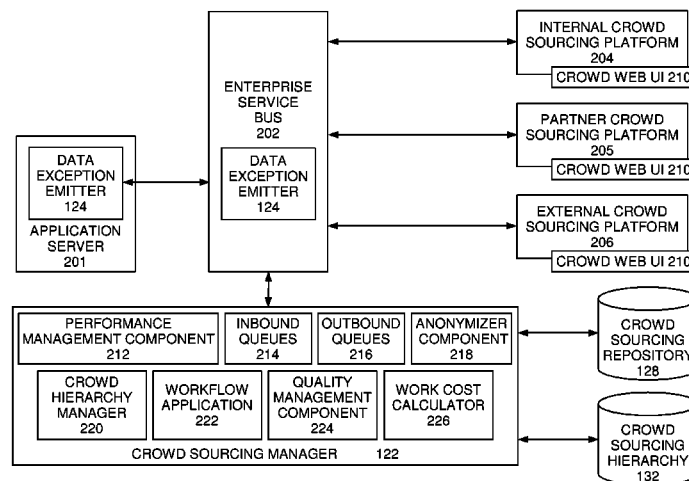 INTERNAL CROWD
SOURCING PLATFORM
204
CROWD WEB UI 210
ENTERPRISE
SERVICE
BUS
202
DATA
EXCEPTION
EMITTER
124
PARTNER CROWD
SOURCING PLATFORM
205
CROWD WEB UI 210
DATA
EXCEPTION
EMITTER
124
APPLICATION
SERVER
201
EXTERNAL CROWD
SOURCING PLATFORM
206
CROWD WEB UI 210
PERFORMANCE
MANAGEMENT COMPONENT
212
INBOUND
QUEUES
214
OUTBOUND
QUEUES
216
ANONYMIZER
COMPONENT
218
CROWD
HIERARCHY
MANAGER
220
WORKFLOW
APPLICATION
222
QUALITY
MANAGEMENT
COMPONENT
224
WORK COST
CALCULATOR
226
CROWD SOURCING MANAGER 122
CROWD
SOURCING
REPOSITORY
128
CROWD
SOURCING
HIERARCHY
132